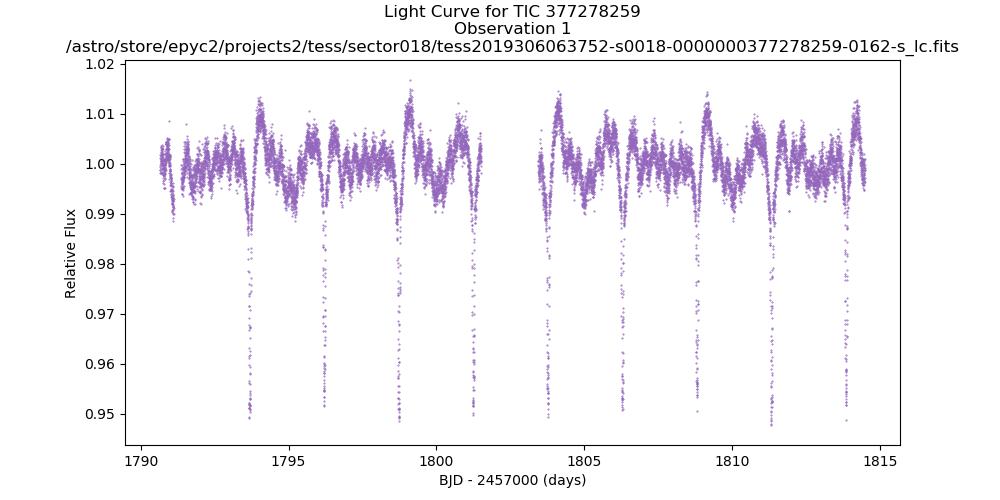 Light Curve for TIC 377278259
Observation 1
/astro/store/epyc2/projects2/tess/sector018/tess2019306063752-s0018-0000000377278259-0162-s_lc.fits
1.02
1.01
1.00
0.99
0.98
0.97
0.96
0.95
Relative Flux
1790
1795
1800
1805
1810
1815
BJD - 2457000 (days)